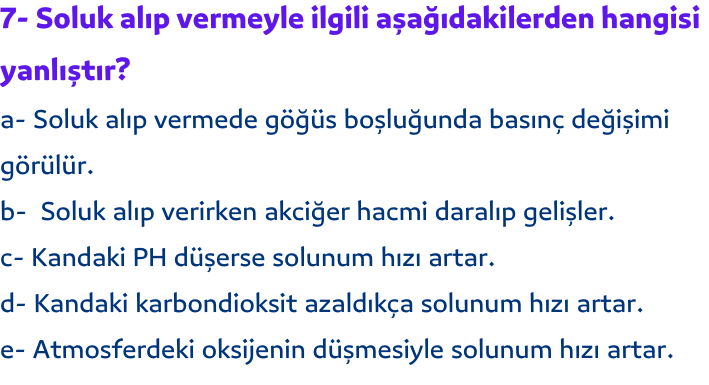 7- Soluk alıp vermeyle ilgili aşağıdakilerden hangisi
yanlıştır?
a- Soluk alıp vermede göğüs boşluğunda basınç değişimi
görülür.
b-  Soluk alıp verirken akciğer hacmi daralıp gelişler.
c- Kandaki PH düşerse solunum hızı artar.
d- Kandaki karbondioksit azaldıkça solunum hızı artar.
e- Atmosferdeki oksijenin düşmesiyle solunum hızı artar.